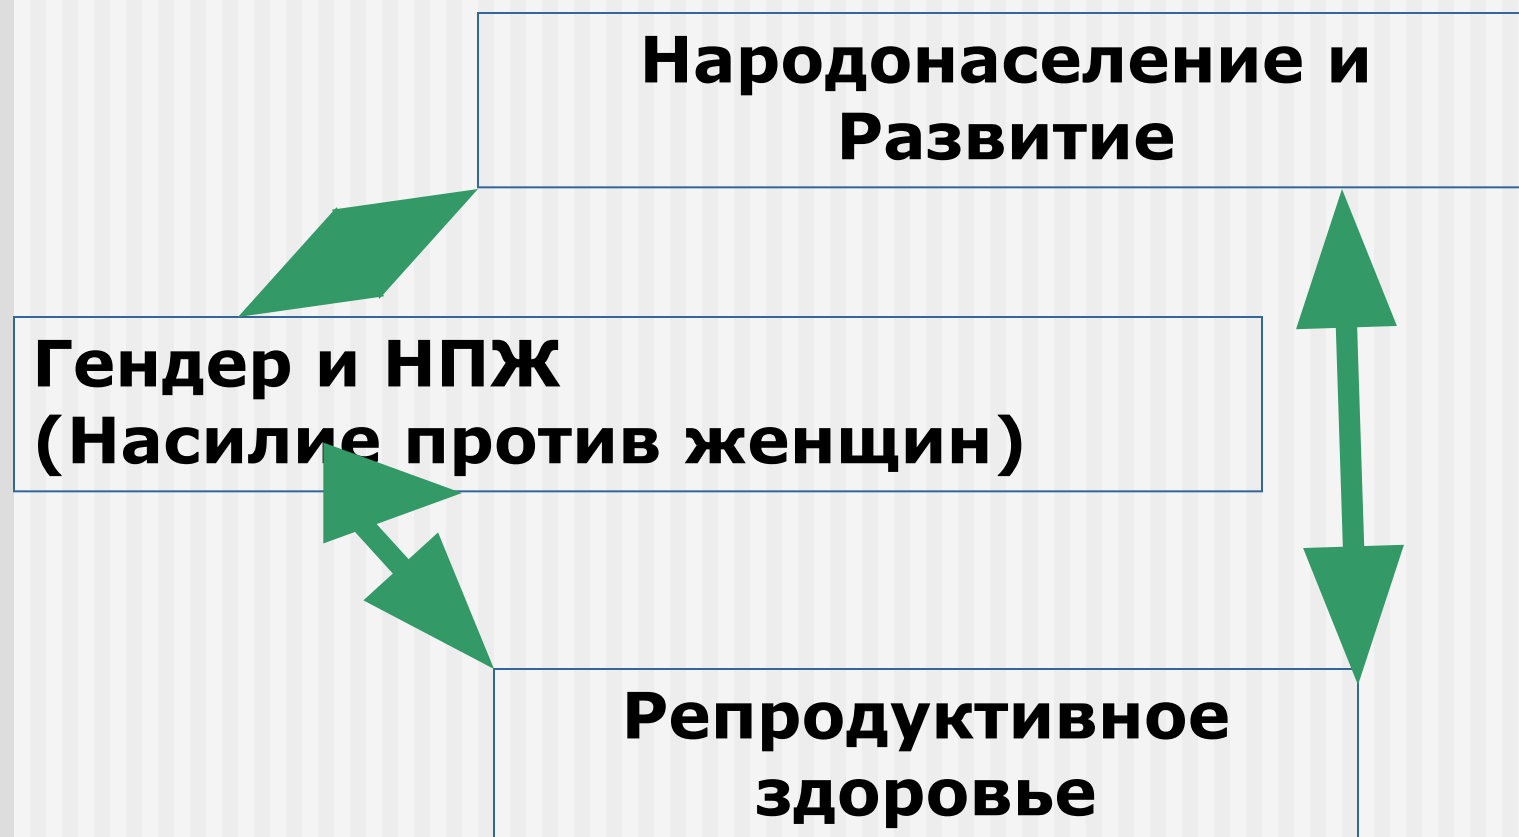 Народонаселение и
Развитие
Гендер и НПЖ
(Насилие против женщин)
Репродуктивное
здоровье